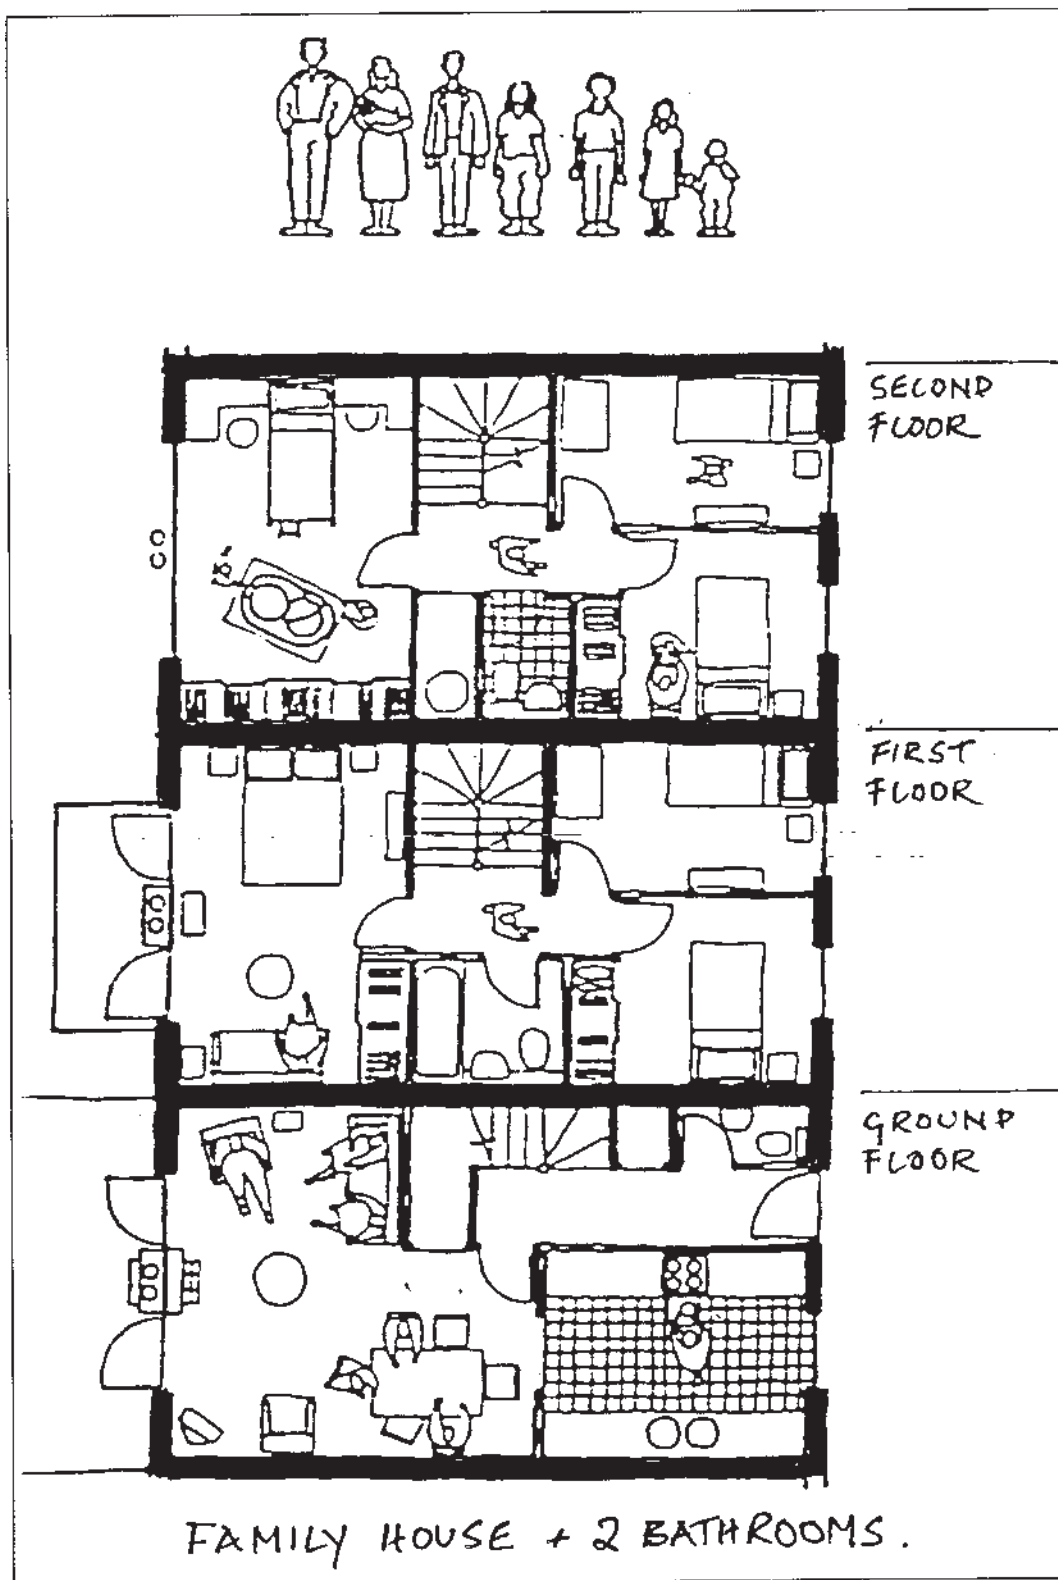 SECOND
FLOOR
FIRST
FLOOR
GROUND
FLOOR
FAMILY HOUSE + 2 BATHROOMS.